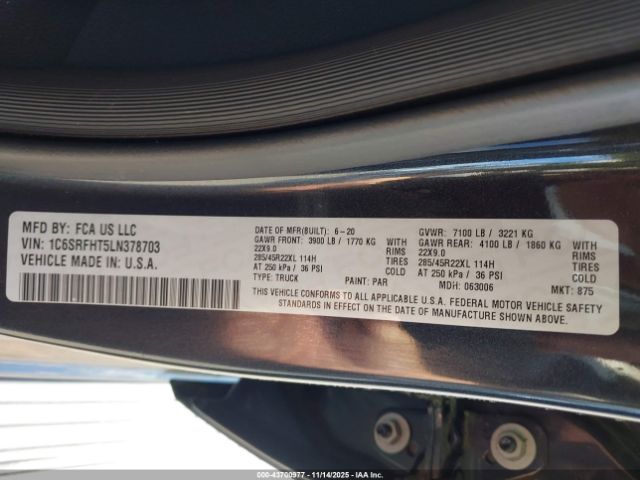 MFD BY: FCA US LLC
VIN: 1C6SRFHT5LN378703
VEHICLE MADE IN: U.S.A.
DATE OF MFR(BUILT): 6-20
GAWR FRONT: 3900 LB / 1770 KG WITH
22X9.0 RIMS
285/45R22XL 114H TIRES
AT 250 kPa / 36 PSI COLD
TYPE: TRUCK PAINT: PAR
GVWR: 7100 LB / 3221 KG
GAWR REAR: 4100 LB / 1860 KG WITH
22X9.0 RIMS
285/45R22XL 114H TIRES
AT 250 kPa / 36 PSI COLD
MDH: 063006 MKT: 875
THIS VEHICLE CONFORMS TO ALL APPLICABLE U.S.A. FEDERAL MOTOR VEHICLE SAFETY
STANDARDS IN EFFECT ON THE DATE OF MANUFACTURE SHOWN ABOVE.
000-43700977 - 11/14/2025 - IAA Inc.